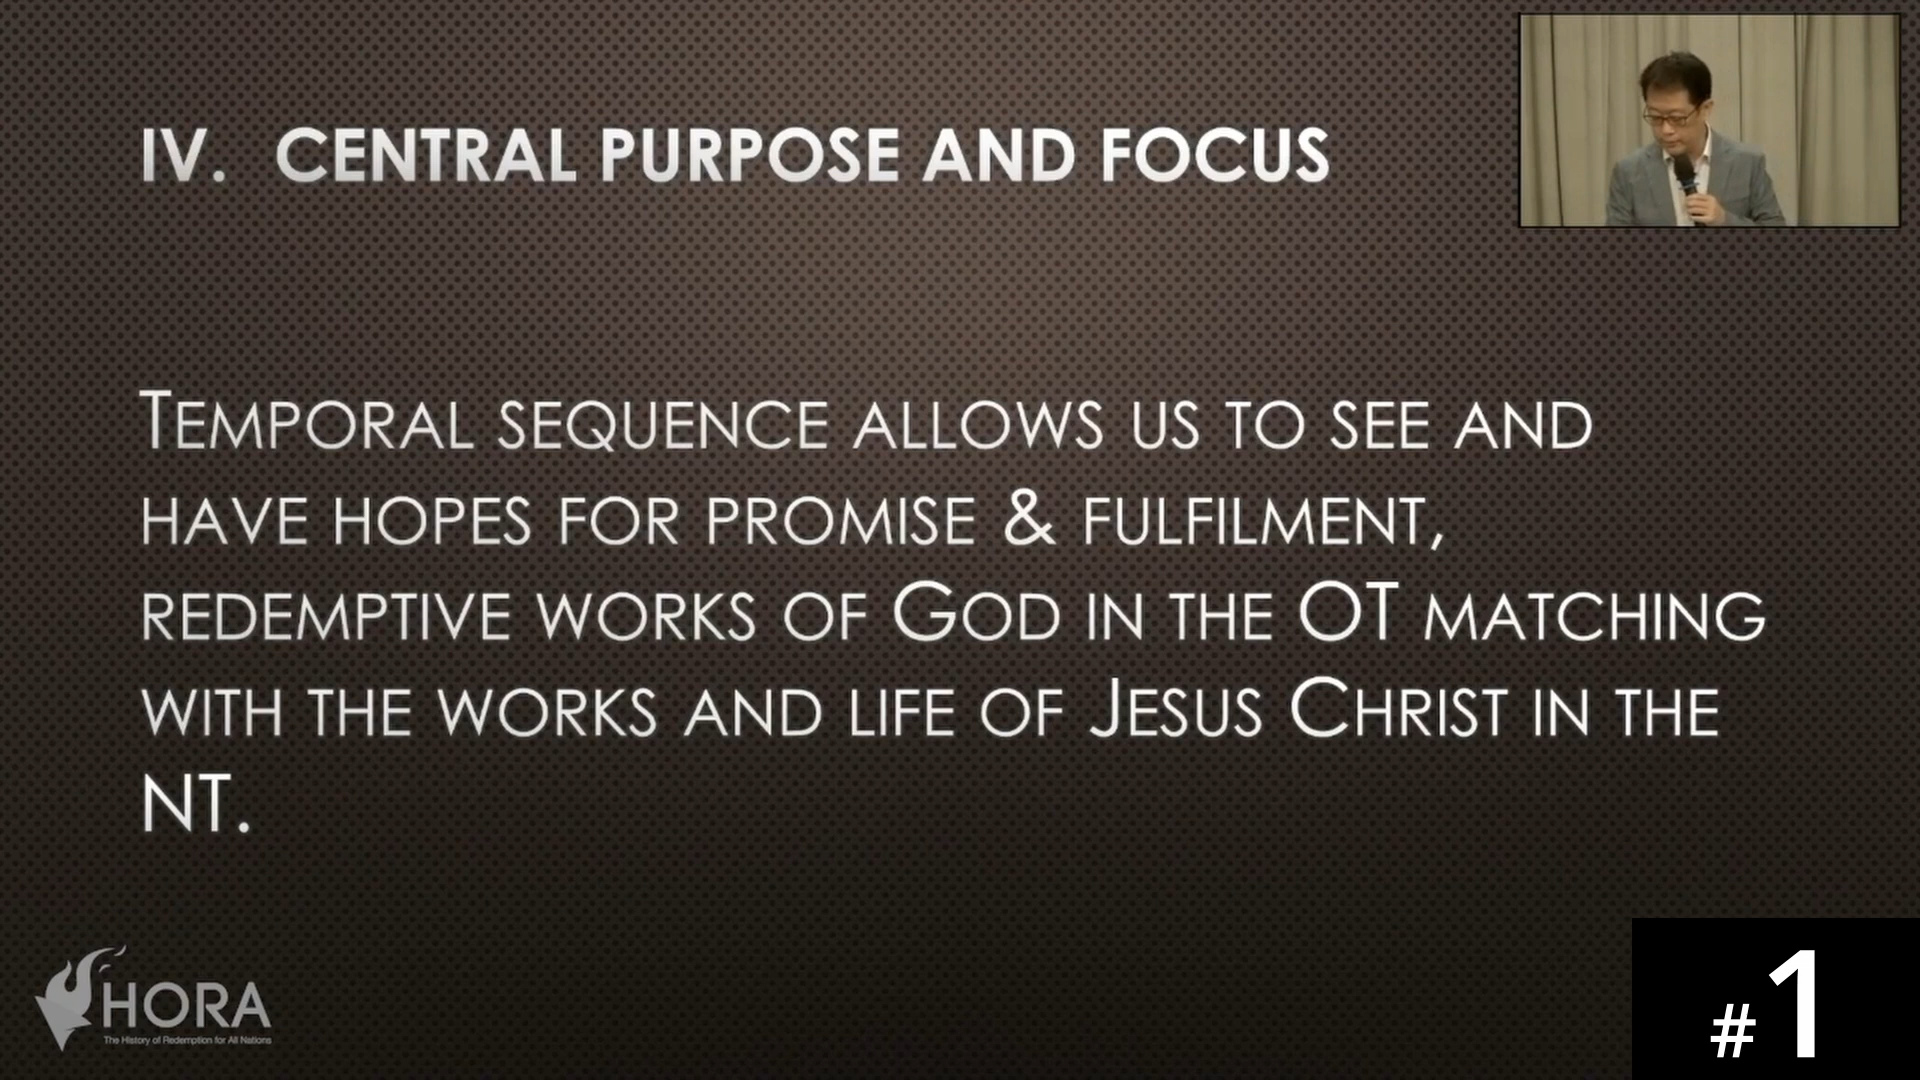 IV. CENTRAL PURPOSE AND FOCUS
TEMPORAL SEQUENCE ALLOWS US TO SEE AND
HAVE HOPES FOR PROMISE & FULFILMENT,
REDEMPTIVE WORKS OF GOD IN THE OT MATCHING
WITH THE WORKS AND LIFE OF JESUS CHRIST IN THE
NT.
HORA
The History of Redemption for All Nations
#1